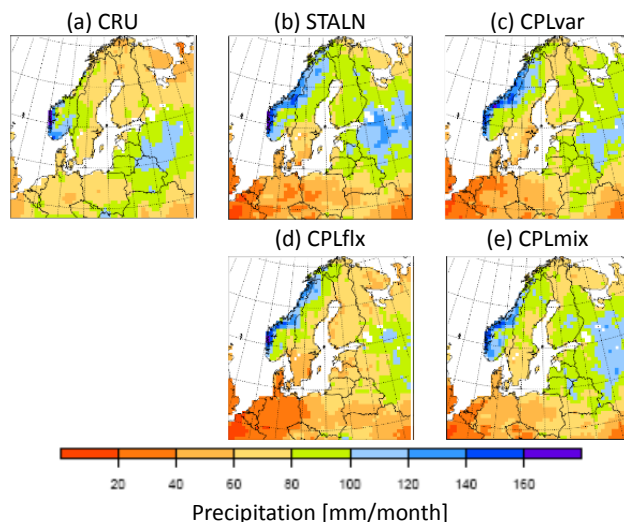 (a) CRU (b) STALN (c) CPLvar
(d) CPLflx (e) CPLmix
20 40 60 80 100 120 140 160
Precipitation [mm/month]